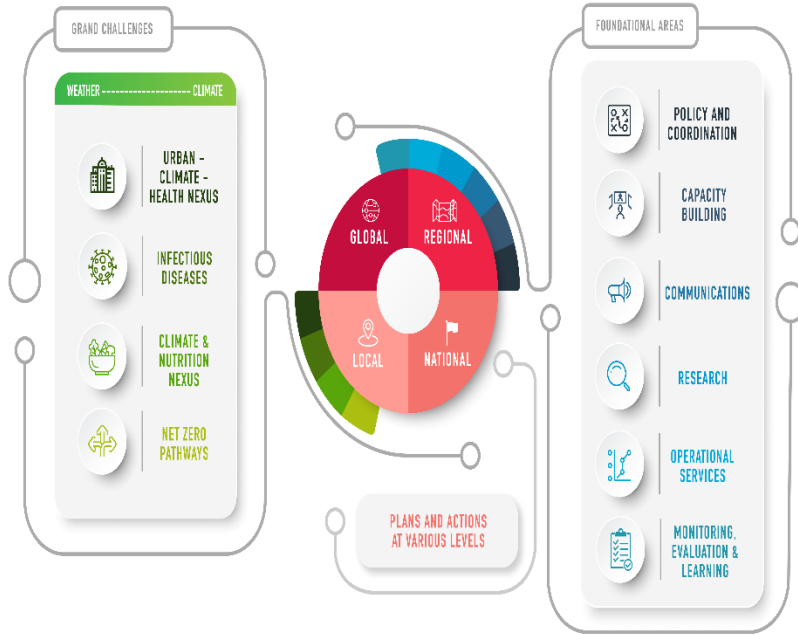 GRAND CHALLENGES
WEATHER ---------------------- CLIMATE
URBAN –
CLIMATE –
HEALTH NEXUS
INFECTIOUS
DISEASES
CLIMATE &
NUTRITION
NEXUS
NET ZERO
PATHWAYS
GLOBAL
REGIONAL
LOCAL
NATIONAL
PLANS AND ACTIONS
AT VARIOUS LEVELS
FOUNDATIONAL AREAS
POLICY AND
COORDINATION
CAPACITY
BUILDING
COMMUNICATIONS
RESEARCH
OPERATIONAL
SERVICES
MONITORING,
EVALUATION &
LEARNING